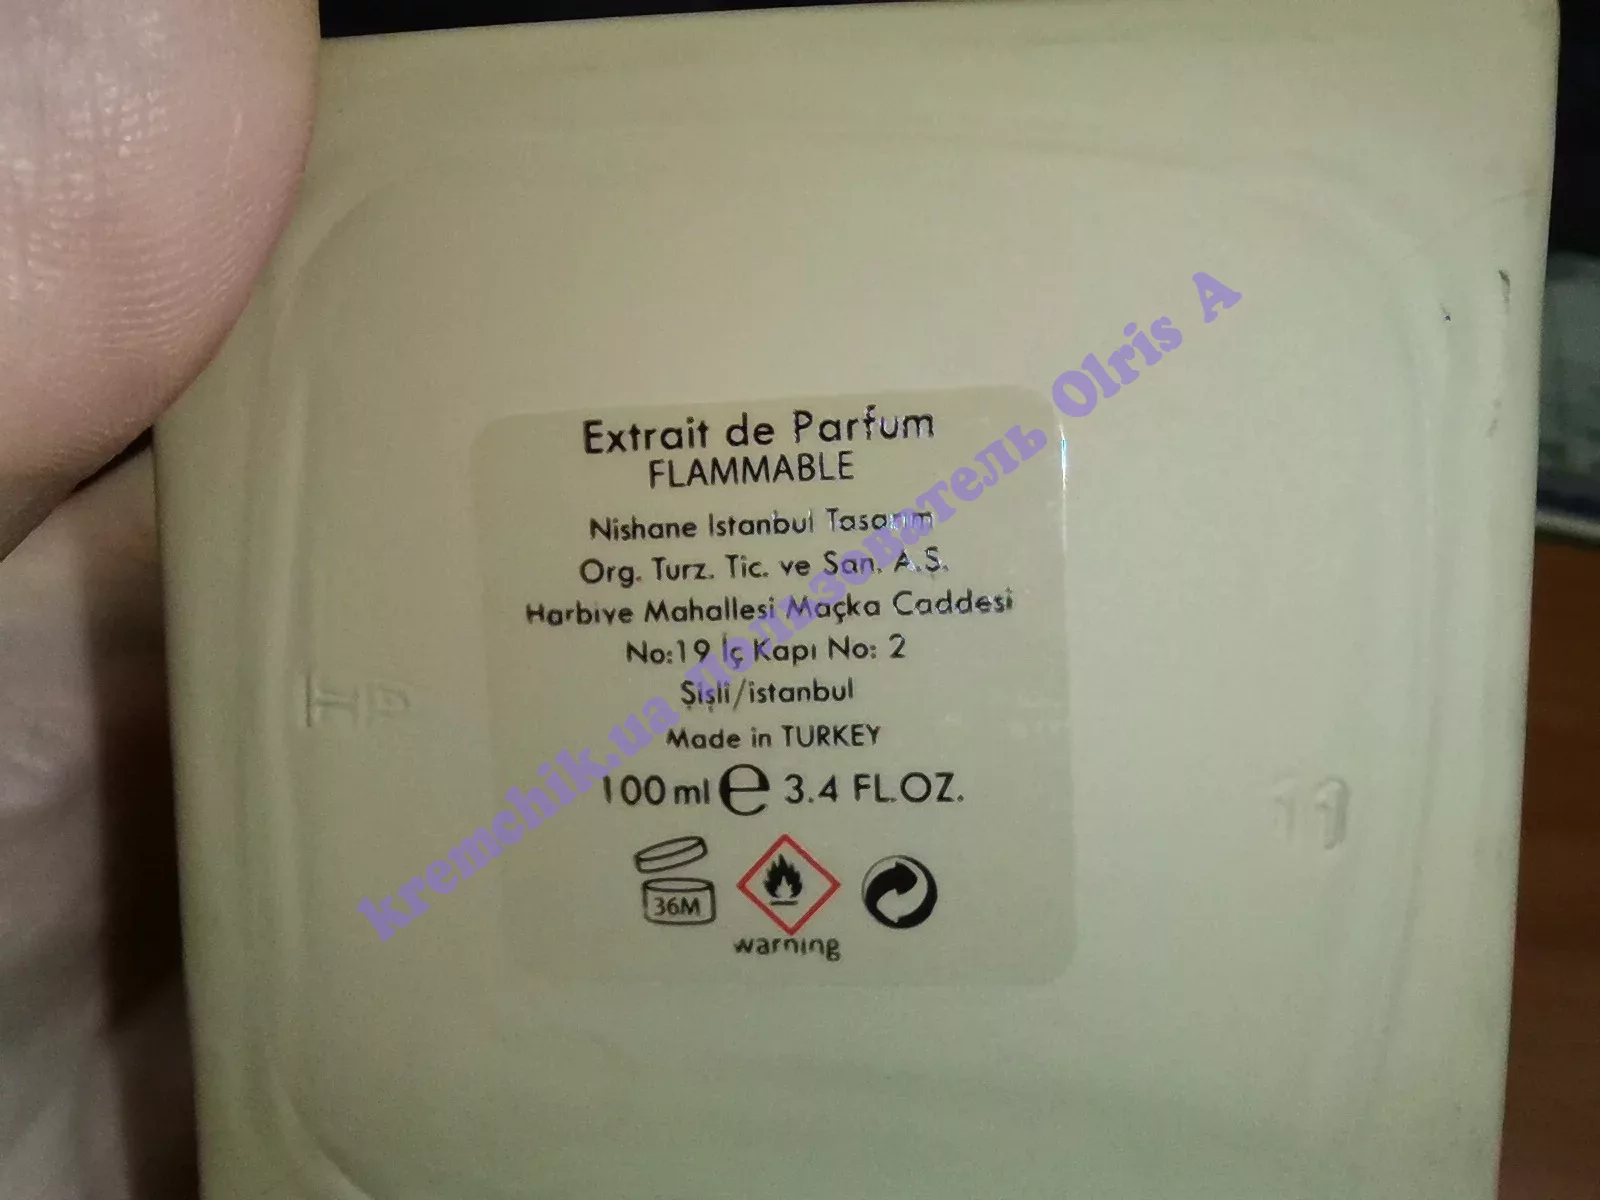 Extrait de Parfum
FLAMMABLE
Nishane Istanbul Tasarım
Org. Turz. Tic. ve San. A.Ş.
Harbiye Mahallesi Maçka Caddesi
No:19 İç Kapı No: 2
Şişli/istanbul
Made in TURKEY
100 ml e 3.4 FL.OZ.
36M
warning
11
kremchik.ua пользователь Olris A